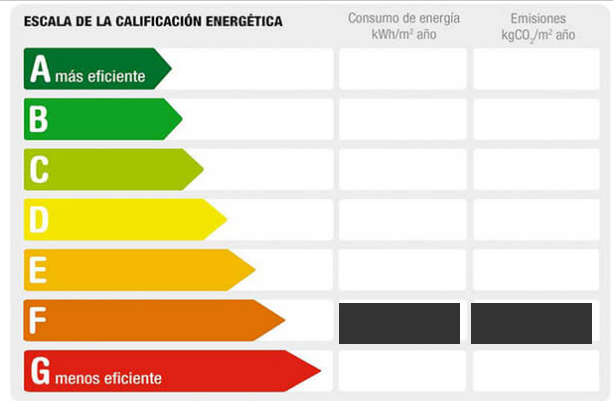 ESCALA DE LA CALIFICACIÓN ENERGÉTICA
Consumo de energía
kWh/m² año
Emisiones
kgCO₂/m² año
A más eficiente
B
C
D
E
F
G menos eficiente